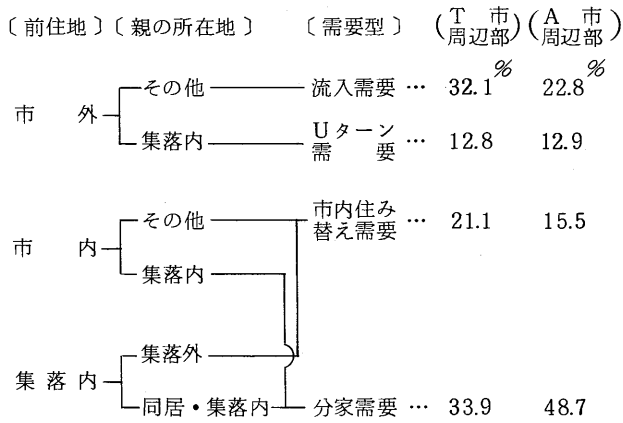 〔前住地〕〔親の所在地〕 〔需要型〕 (T市周辺部) (A市周辺部)
% %
その他 流入需要 … 32.1 22.8
市外
集落内 Uターン需要 … 12.8 12.9
その他 市内住み替え需要 … 21.1 15.5
市内
集落内
集落外
集落内
同居・集落内 分家需要 … 33.9 48.7